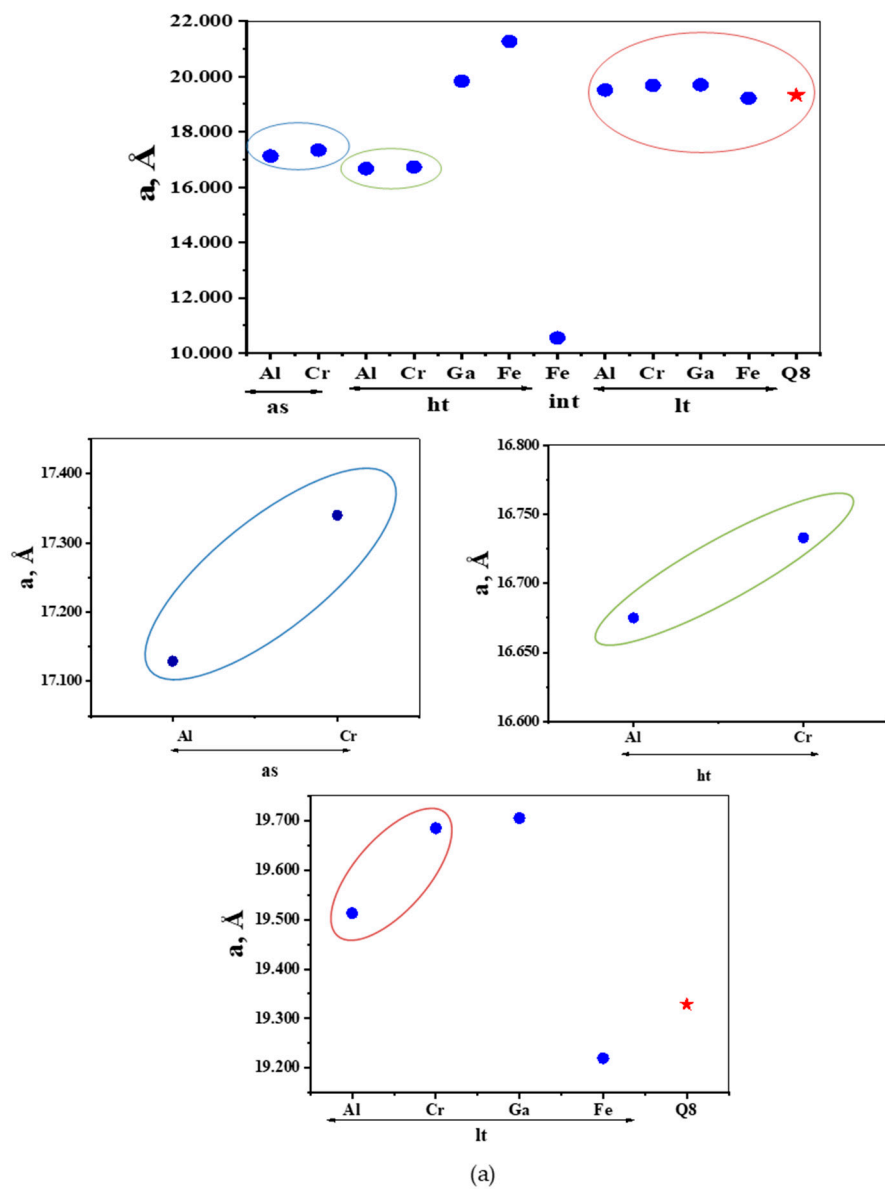 22.000
20.000
18.000
16.000
14.000
12.000
10.000
a, Å
Al Cr Al Cr Ga Fe Fe Al Cr Ga Fe Q8
as ht int lt
17.400
17.300
17.200
17.100
a, Å
Al Cr
as
16.800
16.750
16.700
16.650
16.600
a, Å
Al Cr
ht
19.700
19.600
19.500
19.400
19.300
19.200
a, Å
Al Cr Ga Fe Q8
lt
(a)